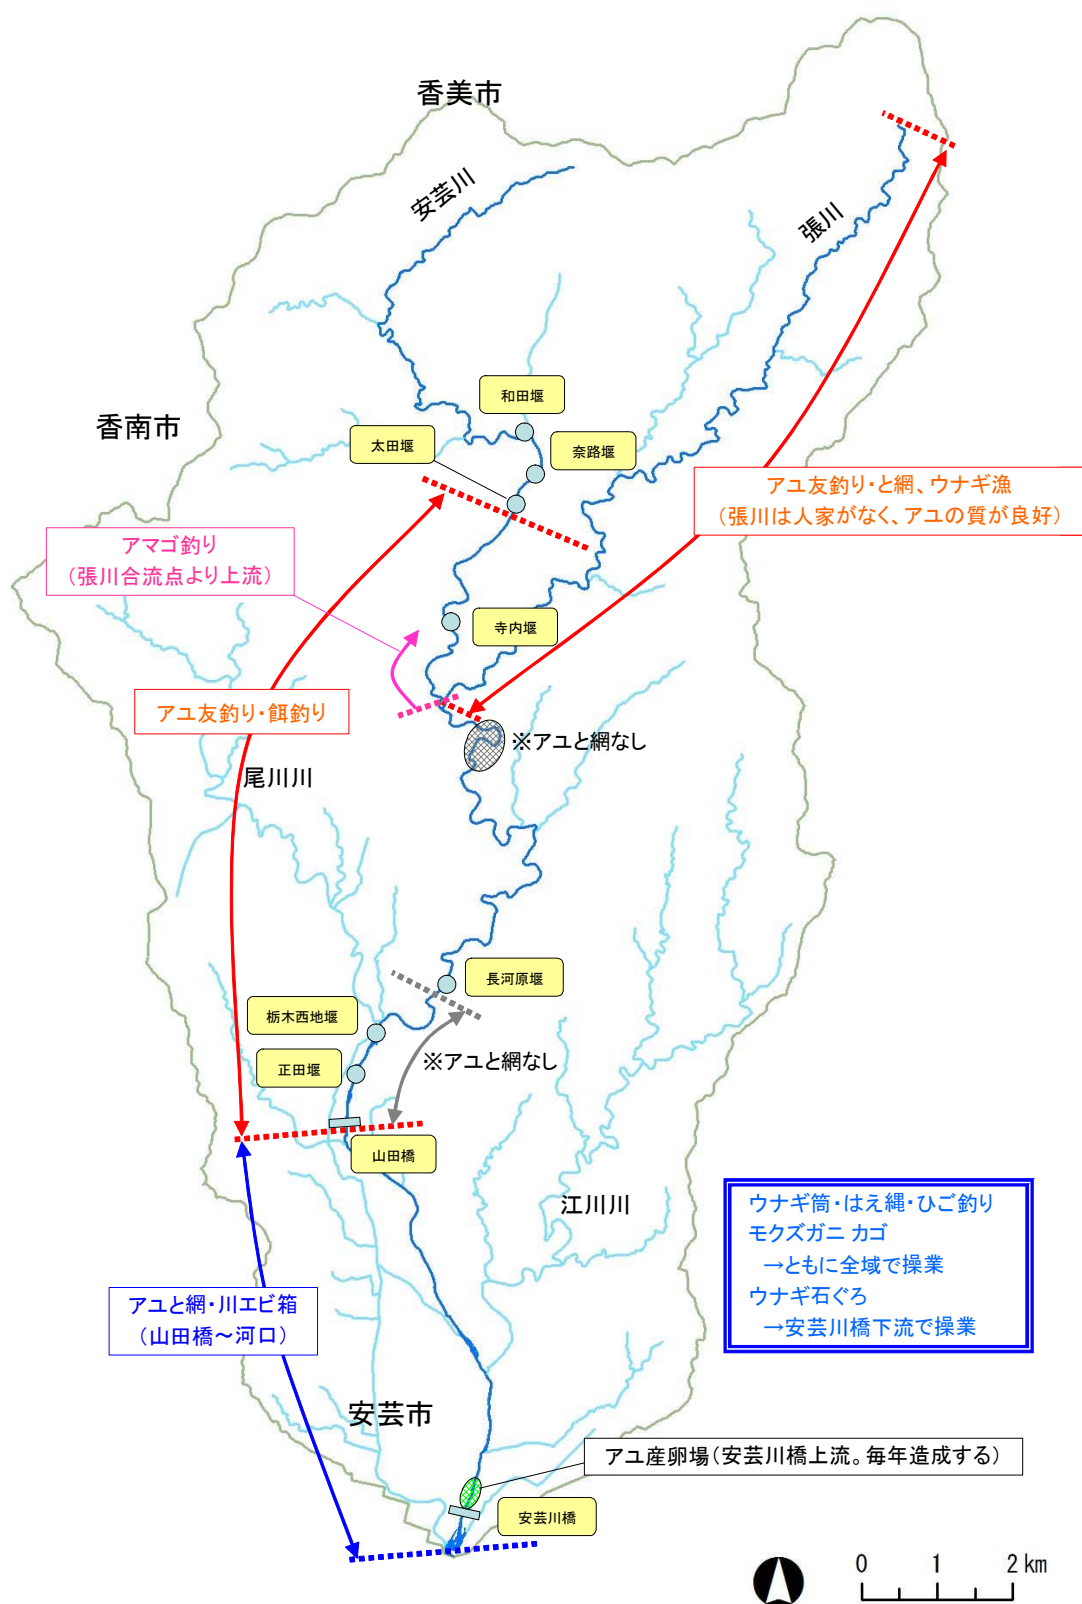 香美市
安芸川
張川
和田堰
香南市
太田堰
奈路堰
アユ友釣り・と網、ウナギ漁
（張川は人家がなく、アユの質が良好）
アマゴ釣り
（張川合流点より上流）
寺内堰
アユ友釣り・餌釣り
※アユと網なし
尾川川
長河原堰
栃木西地堰
正田堰
※アユと網なし
山田橋
江川川
ウナギ筒・はえ縄・ひご釣り
モクズガニ カゴ
→ともに全域で操業
ウナギ石ぐろ
→安芸川橋下流で操業
アユと網・川エビ箱
（山田橋～河口）
安芸市
アユ産卵場（安芸川橋上流。毎年造成する）
安芸川橋
0 1 2 km